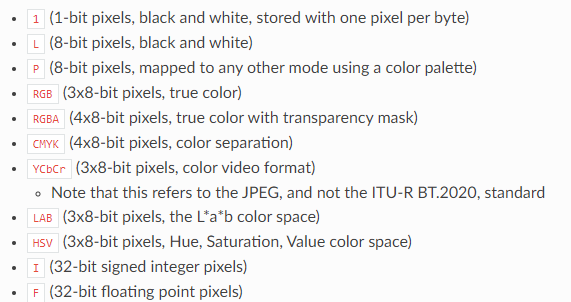 1 (1-bit pixels, black and white, stored with one pixel per byte)
L (8-bit pixels, black and white)
P (8-bit pixels, mapped to any other mode using a color palette)
RGB (3x8-bit pixels, true color)
RGBA (4x8-bit pixels, true color with transparency mask)
CMYK (4x8-bit pixels, color separation)
YCbCr (3x8-bit pixels, color video format)
Note that this refers to the JPEG, and not the ITU-R BT.2020, standard
LAB (3x8-bit pixels, the L*a*b color space)
HSV (3x8-bit pixels, Hue, Saturation, Value color space)
I (32-bit signed integer pixels)
F (32-bit floating point pixels)